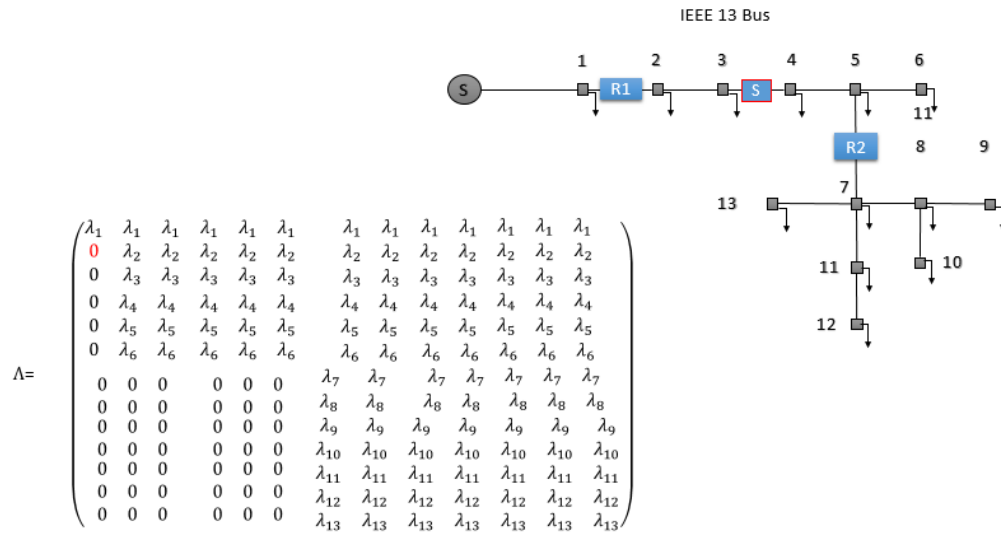 IEEE 13 Bus
1 2 3 4 5 6
S R1 S
11
R2 8 9
7
13
λ₁ λ₁ λ₁ λ₁ λ₁ λ₁ λ₁ λ₁ λ₁ λ₁ λ₁ λ₁ λ₁
0 λ₂ λ₂ λ₂ λ₂ λ₂ λ₂ λ₂ λ₂ λ₂ λ₂ λ₂ λ₂
0 λ₃ λ₃ λ₃ λ₃ λ₃ λ₃ λ₃ λ₃ λ₃ λ₃ λ₃ λ₃
11 10
0 λ₄ λ₄ λ₄ λ₄ λ₄ λ₄ λ₄ λ₄ λ₄ λ₄ λ₄ λ₄
0 λ₅ λ₅ λ₅ λ₅ λ₅ λ₅ λ₅ λ₅ λ₅ λ₅ λ₅ λ₅
12
0 λ₆ λ₆ λ₆ λ₆ λ₆ λ₆ λ₆ λ₆ λ₆ λ₆ λ₆ λ₆
Λ=
0 0 0 0 0 0 λ₇ λ₇ λ₇ λ₇ λ₇ λ₇ λ₇
0 0 0 0 0 0 λ₈ λ₈ λ₈ λ₈ λ₈ λ₈ λ₈
0 0 0 0 0 0 λ₉ λ₉ λ₉ λ₉ λ₉ λ₉ λ₉
0 0 0 0 0 0 λ₁₀ λ₁₀ λ₁₀ λ₁₀ λ₁₀ λ₁₀ λ₁₀
0 0 0 0 0 0 λ₁₁ λ₁₁ λ₁₁ λ₁₁ λ₁₁ λ₁₁ λ₁₁
0 0 0 0 0 0 λ₁₂ λ₁₂ λ₁₂ λ₁₂ λ₁₂ λ₁₂ λ₁₂
0 0 0 0 0 0 λ₁₃ λ₁₃ λ₁₃ λ₁₃ λ₁₃ λ₁₃ λ₁₃